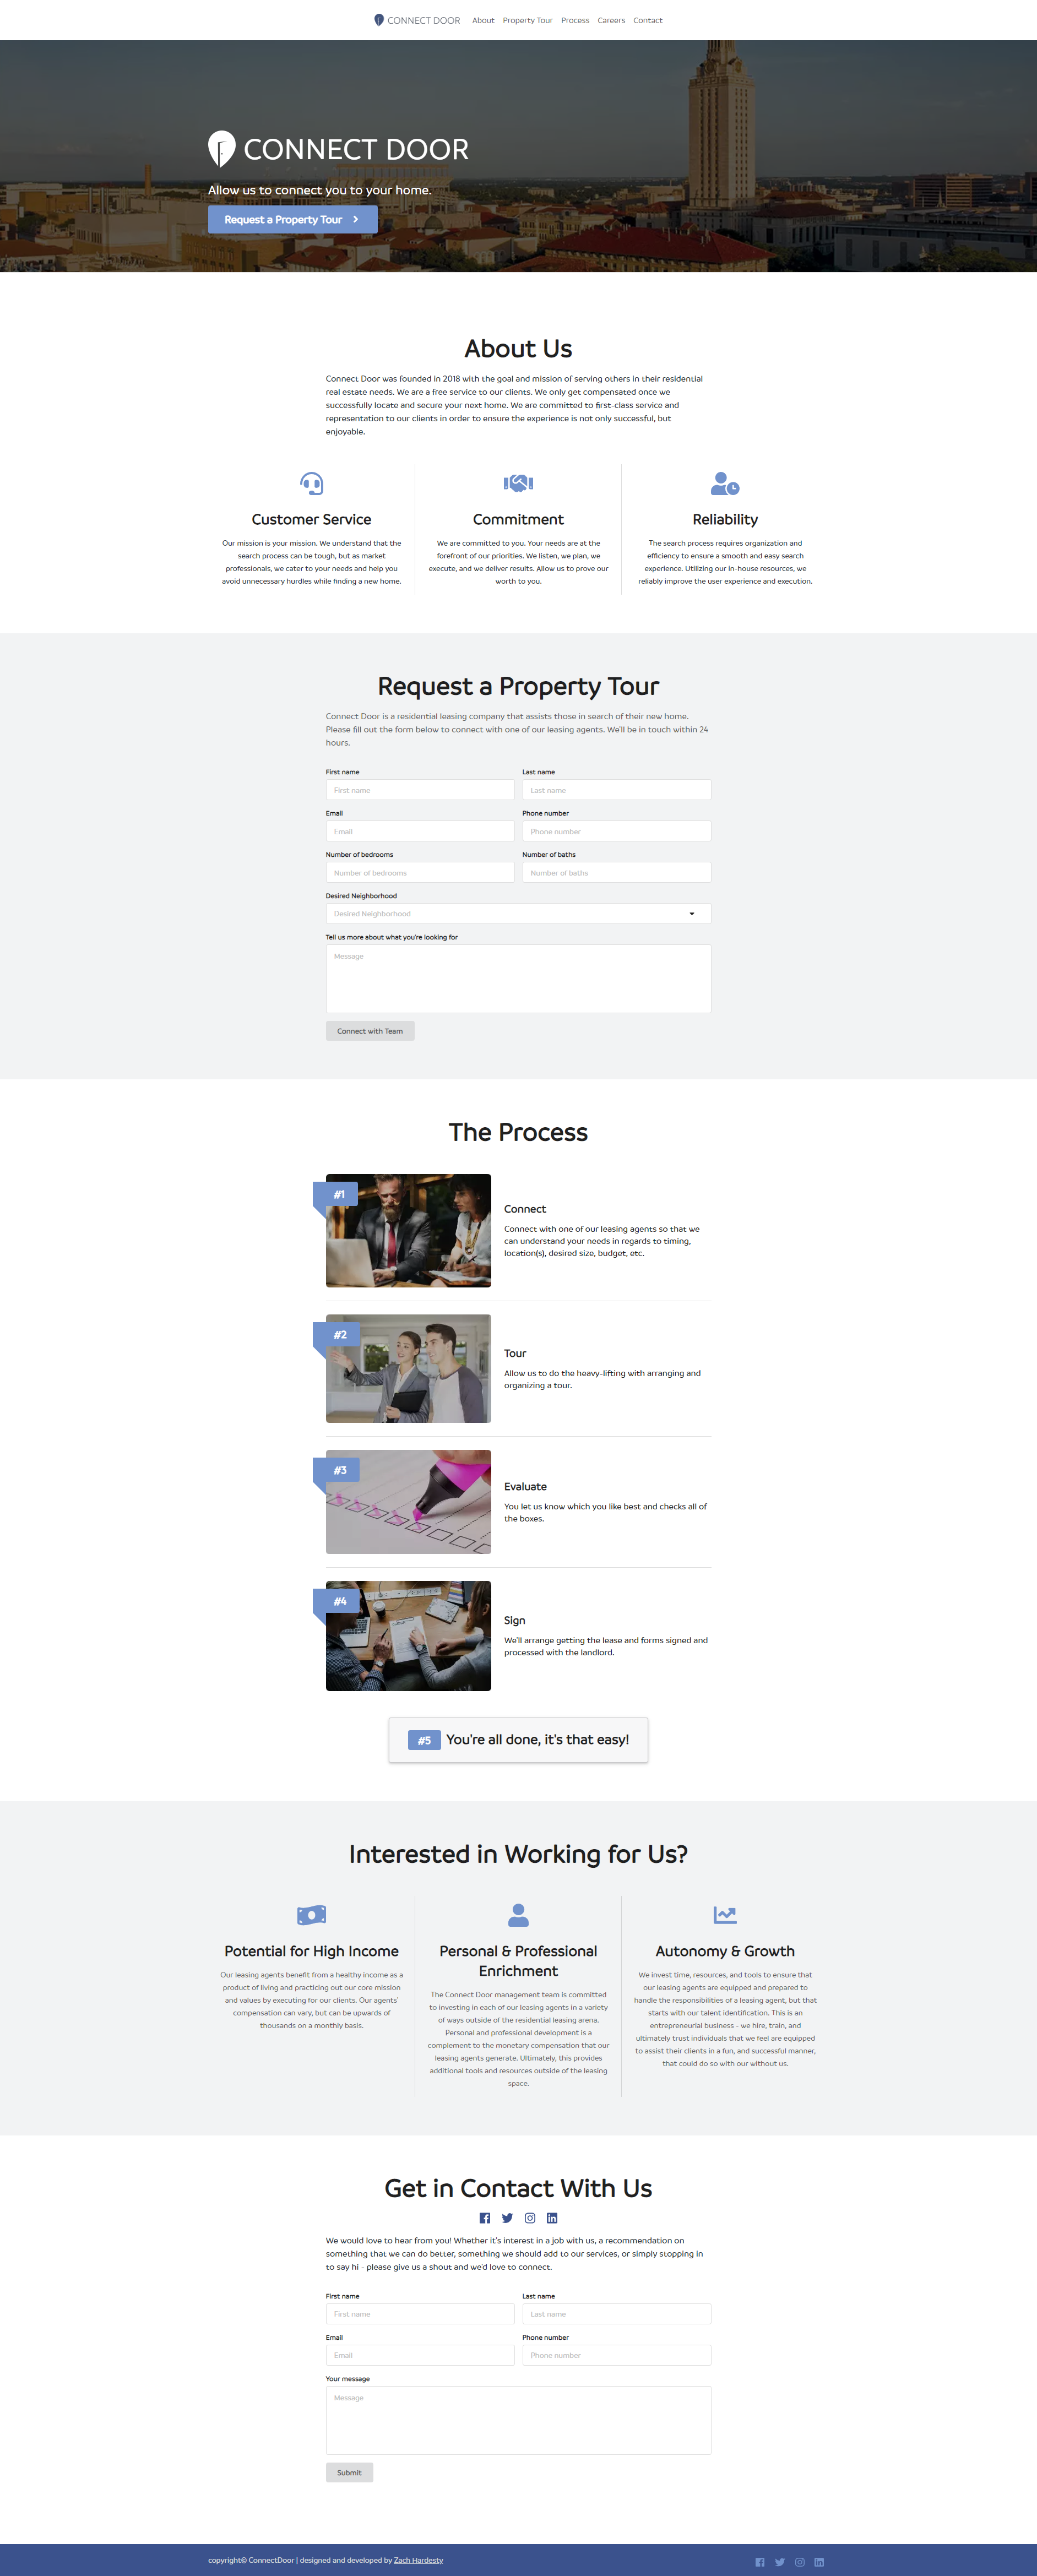 CONNECT DOOR About Property Tour Process Careers Contact
CONNECT DOOR
Allow us to connect you to your home.
Request a Property Tour
About Us
Connect Door was founded in 2018 with the goal and mission of serving others in their residential
real estate needs. We are a free service to our clients. We only get compensated once we
successfully locate and secure your next home. We are committed to first-class service and
representation to our clients in order to ensure the experience is not only successful, but
enjoyable.
Customer Service
Our mission is your mission. We understand that the
search process can be tough, but as market
professionals, we cater to your needs and help you
avoid unnecessary hurdles while finding a new home.
Commitment
We are committed to you. Your needs are at the
forefront of our priorities. We listen, we plan, we
execute, and we deliver results. Allow us to prove our
worth to you.
Reliability
The search process requires organization and
efficiency to ensure a smooth and easy search
experience. Utilizing our in-house resources, we
reliably improve the user experience and execution.
Request a Property Tour
Connect Door is a residential leasing company that assists those in search of their new home.
Please fill out the form below to connect with one of our leasing agents. We'll be in touch within 24
hours.
First name Last name
First name Last name
Email Phone number
Email Phone number
Number of bedrooms Number of baths
Number of bedrooms Number of baths
Desired Neighborhood
Desired Neighborhood
Tell us more about what you're looking for
Message
Connect with Team
The Process
#1
Connect
Connect with one of our leasing agents so that we
can understand your needs in regards to timing,
location(s), desired size, budget, etc.
#2
Tour
Allow us to do the heavy-lifting with arranging and
organizing a tour.
#3
Evaluate
You let us know which you like best and checks all of
the boxes.
#4
Sign
We'll arrange getting the lease and forms signed and
processed with the landlord.
#5 You're all done, it's that easy!
Interested in Working for Us?
Potential for High Income
Our leasing agents benefit from a healthy income as a
product of living and practicing out our core mission
and values by executing for our clients. Our agents'
compensation can vary, but can be upwards of
thousands on a monthly basis.
Personal & Professional
Enrichment
The Connect Door management team is committed
to investing in each of our leasing agents in a variety
of ways outside of the residential leasing arena.
Personal and professional development is a
complement to the monetary compensation that our
leasing agents generate. Ultimately, this provides
additional tools and resources outside of the leasing
space.
Autonomy & Growth
We invest time, resources, and tools to ensure that
our leasing agents are equipped and prepared to
handle the responsibilities of a leasing agent, but that
starts with our talent identification. This is an
entrepreneurial business - we hire, train, and
ultimately trust individuals that we feel are equipped
to assist their clients in a fun, and successful manner,
that could do so with our without us.
Get in Contact With Us
We would love to hear from you! Whether it's interest in a job with us, a recommendation on
something that we can do better, something we should add to our services, or simply stopping in
to say hi - please give us a shout and we'd love to connect.
First name Last name
First name Last name
Email Phone number
Email Phone number
Your message
Message
Submit
copyright© ConnectDoor | designed and developed by Zach Hardesty